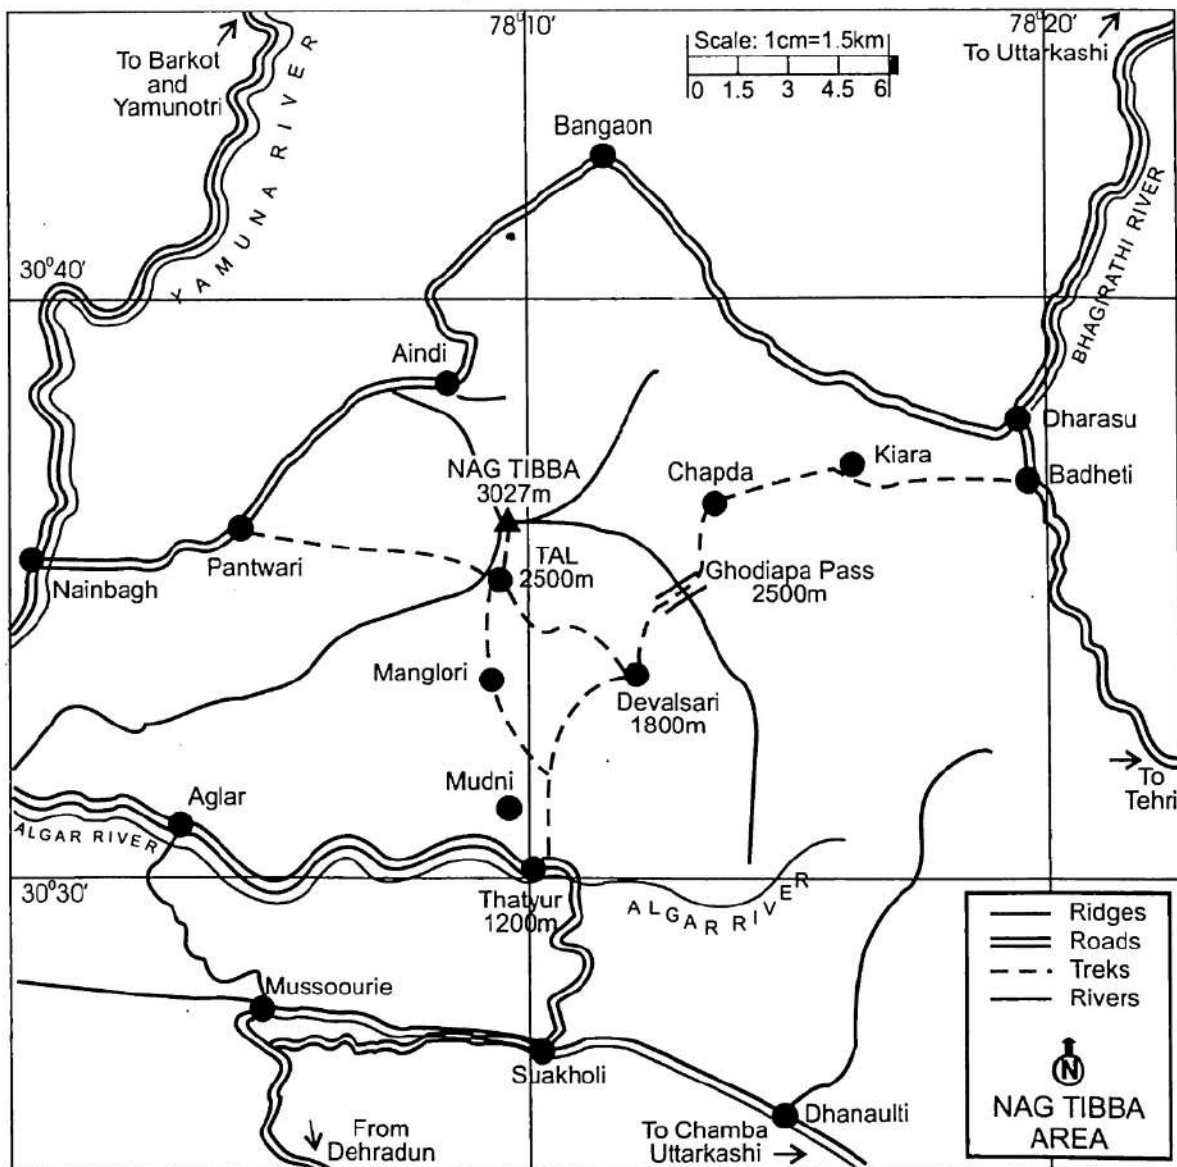 78°10'
78°20'
To Barkot
and
Yamunotri
YAMUNA RIVER
Scale: 1cm=1.5km
0 1.5 3 4.5 6
To Uttarkashi
Bangaon
BHAGIRATHI RIVER
30°40'
Aindi
Dharasu
NAG TIBBA
3027m
Chapda
Kiara
Badheti
Nainbagh
Pantwari
TAL
2500m
Ghodiapa Pass
2500m
Manglori
Devalsari
1800m
Mudni
To
Tehri
Aglar
ALGAR RIVER
30°30'
Thatyur
1200m
ALGAR RIVER
Mussoourie
Suakholi
Dhanaulti
From
Dehradun
To Chamba
Uttarkashi
Ridges
Roads
Treks
Rivers
N
NAG TIBBA
AREA